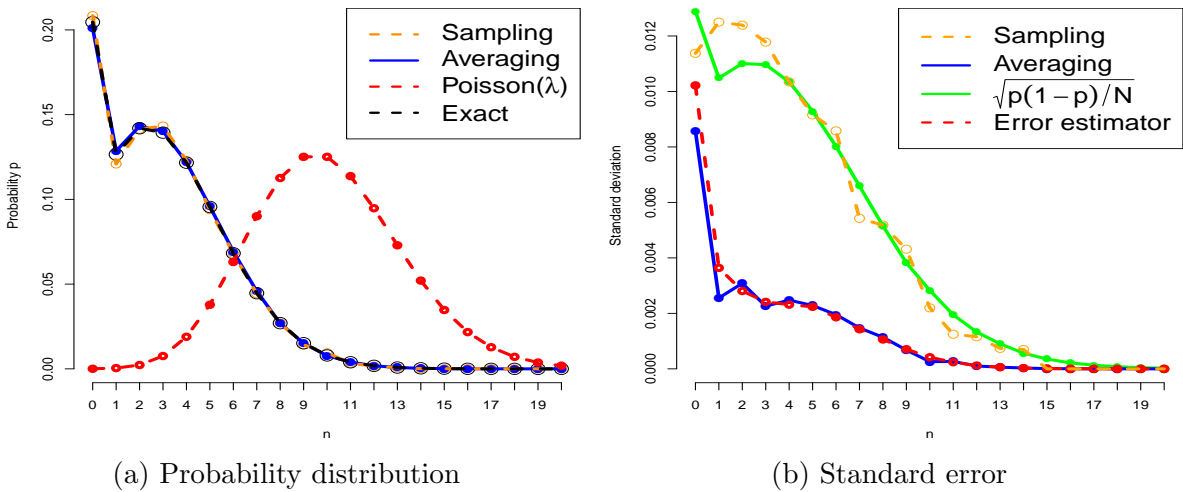 Sampling
Averaging
Poisson(λ)
Exact
Probability p
0.00
0.05
0.10
0.15
0.20
0 1 2 3 4 5 6 7 8 9 11 13 15 17 19
n
(a) Probability distribution
Sampling
Averaging
√p(1−p)/N
Error estimator
Standard deviation
0.000
0.002
0.004
0.006
0.008
0.010
0.012
0 1 2 3 4 5 6 7 8 9 11 13 15 17 19
n
(b) Standard error